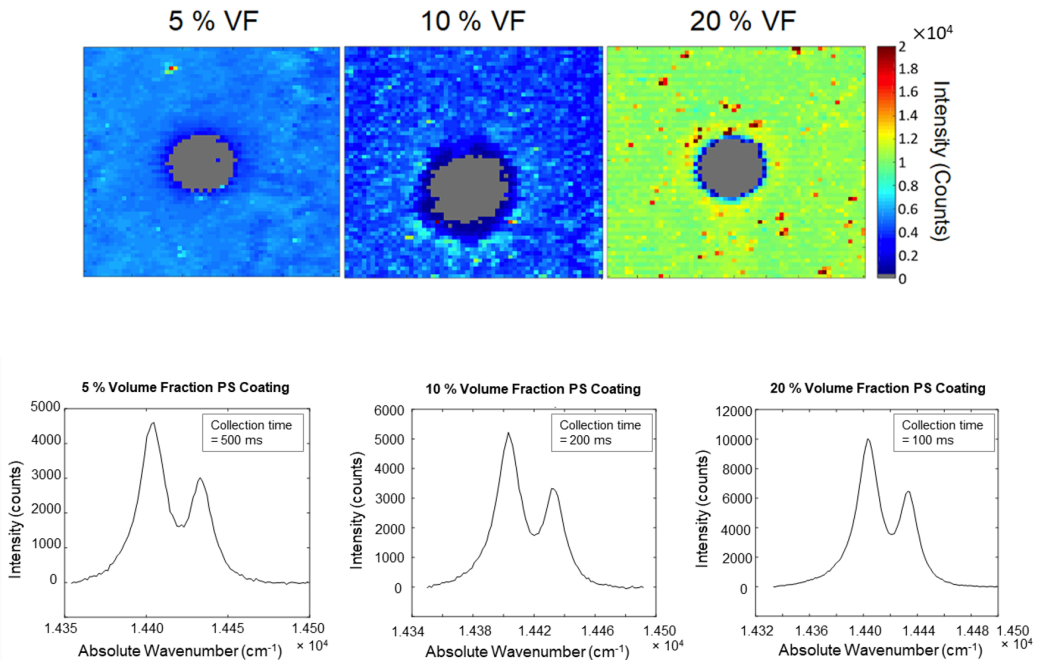 5 % VF
10 % VF
20 % VF
×10⁴
2
1.8
1.6
1.4
1.2
1
0.8
0.6
0.4
0.2
0
Intensity (Counts)
5 % Volume Fraction PS Coating
5000
4000
3000
2000
1000
0
Intensity (counts)
Collection time
= 500 ms
1.435
1.440
1.445
1.450
× 10⁴
Absolute Wavenumber (cm⁻¹)
10 % Volume Fraction PS Coating
6000
5000
4000
3000
2000
1000
0
Intensity (counts)
Collection time
= 200 ms
1.434
1.438
1.442
1.446
1.450
× 10⁴
Absolute Wavenumber (cm⁻¹)
20 % Volume Fraction PS Coating
12000
10000
8000
6000
4000
2000
0
Intensity (counts)
Collection time
= 100 ms
1.432
1.436
1.440
1.444
1.450
× 10⁴
Absolute Wavenumber (cm⁻¹)